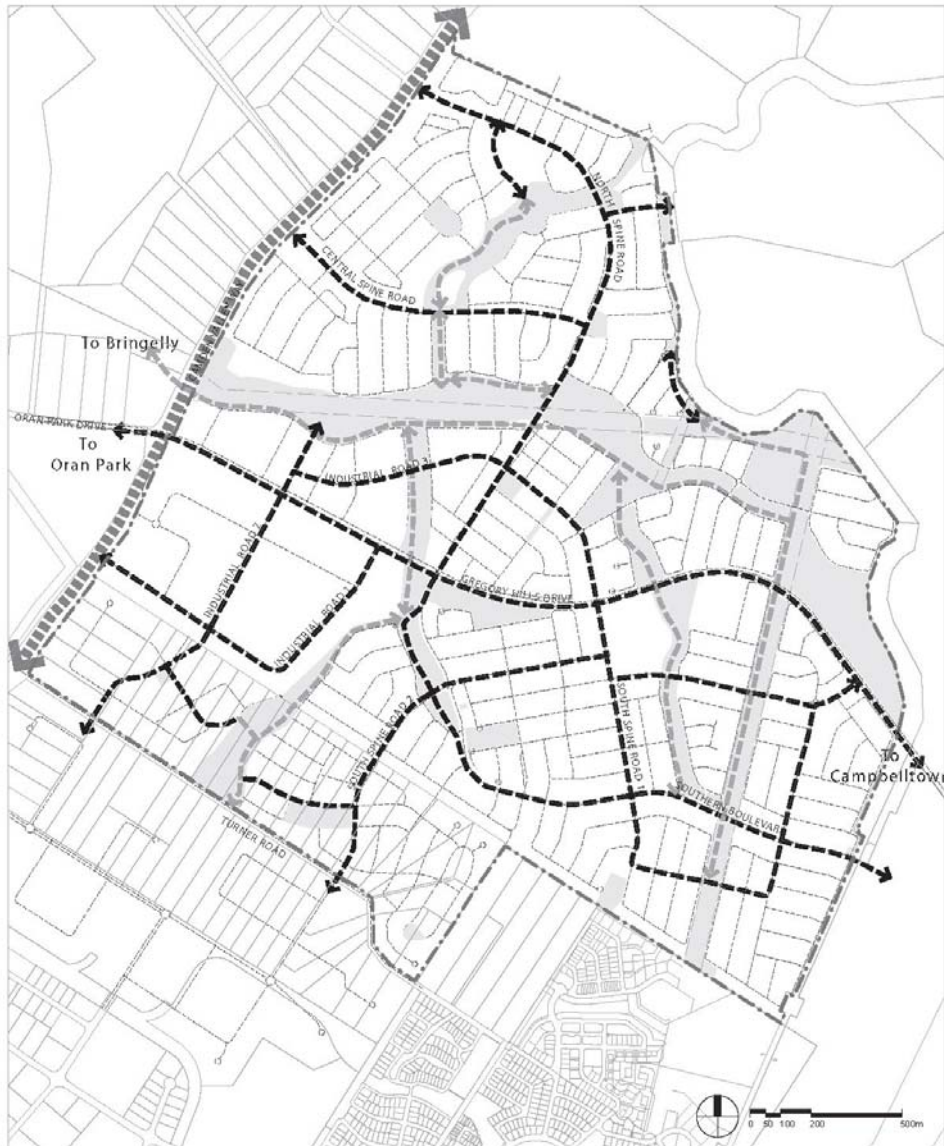 NORTH
SPINE ROAD
CENTRAL SPINE ROAD
To Bringelly
ORAN PARK DRIVE
To
Oran Park
INDUSTRIAL ROAD 3
INDUSTRIAL ROAD 2
GREGORY HILLS DRIVE
INDUSTRIAL ROAD 1
SOUTH SPINE ROAD 1
SOUTH SPINE ROAD 2
To
Campbelltown
SOUTHERN BOULEVAR
TURNER ROAD
0 50 100 200 500m